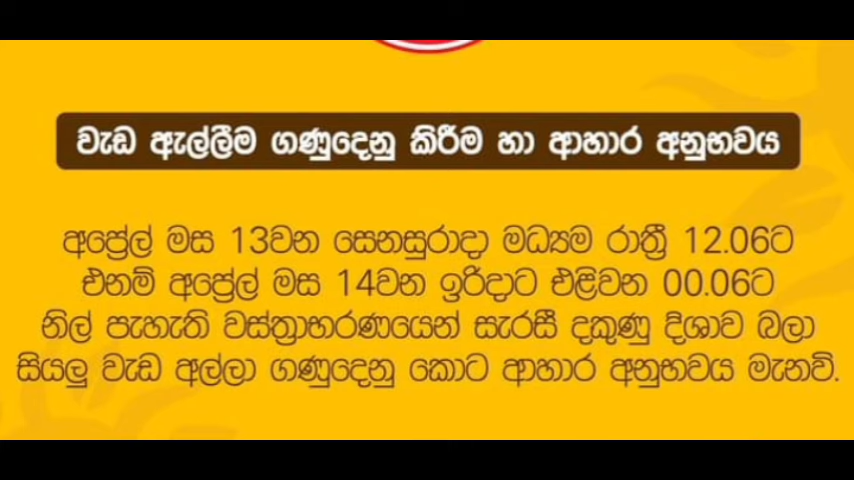 වැඩ ඇල්ලීම ගණුදෙනු කිරීම හා ආහාර අනුභවය
අප්‍රේල් මස 13වන සෙනසුරාදා මධ්‍යම රාත්‍රී 12.06ට
එනම් අප්‍රේල් මස 14වන ඉරිදාට එළිවන 00.06ට
නිල් පැහැති වස්ත්‍රාභරණයෙන් සැරසී දකුණු දිශාව බලා
සියලු වැඩ අල්ලා ගණුදෙනු කොට ආහාර අනුභවය මැනවි.